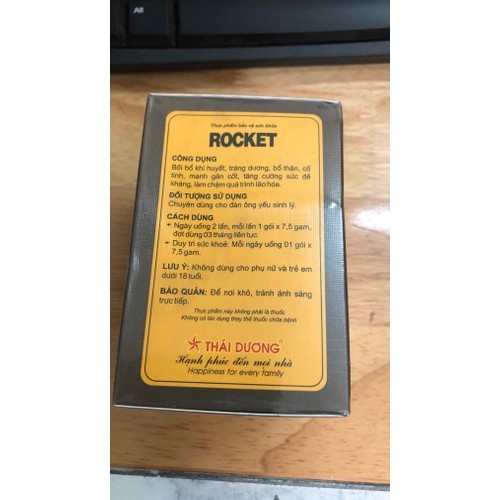 Alt
Thực phẩm bảo vệ sức khỏe
ROCKET
CÔNG DỤNG
Bồi bổ khí huyết, tráng dương, bổ thận, cố
tinh, mạnh gân cốt, tăng cường sức đề
kháng, làm chậm quá trình lão hóa.
ĐỐI TƯỢNG SỬ DỤNG
Chuyên dùng cho đàn ông yếu sinh lý.
CÁCH DÙNG
Ngày uống 2 lần, mỗi lần 1 gói x 7,5 gam,
đợt dùng 03 tháng liên tục.
Duy trì sức khoẻ: Mỗi ngày uống 01 gói x
7,5 gam.
LƯU Ý: Không dùng cho phụ nữ và trẻ em
dưới 18 tuổi.
BẢO QUẢN: Để nơi khô, tránh ánh sáng
trực tiếp.
Thực phẩm này không phải là thuốc
Không có tác dụng thay thế thuốc chữa bệnh
THÁI DƯƠNG
Hạnh phúc đến mọi nhà
Happiness for every family